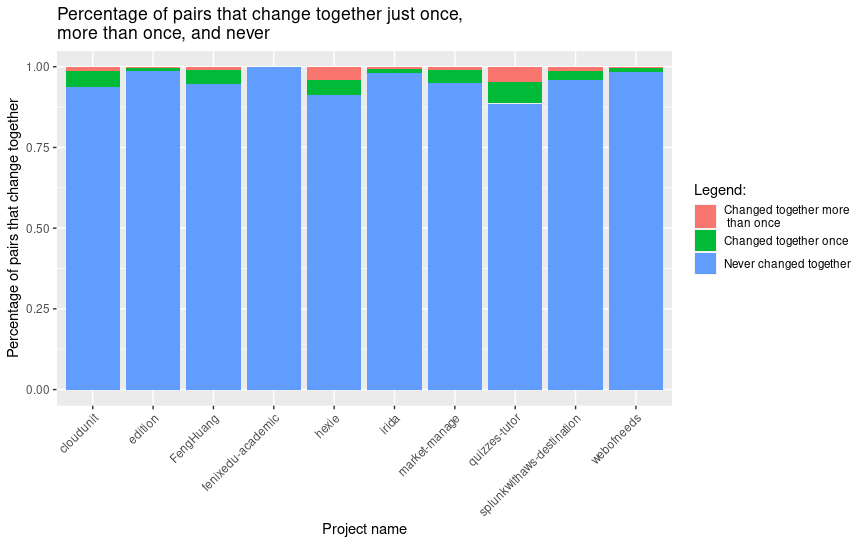 Percentage of pairs that change together just once,
more than once, and never
Percentage of pairs that change together
1.00
0.75
0.50
0.25
0.00
cloudunit
edition
FengHuang
fenixedu-academic
hexie
irida
market-manage
quizzes-tutor
splunkwithaws-destination
webofneeds
Project name
Legend:
Changed together more
than once
Changed together once
Never changed together